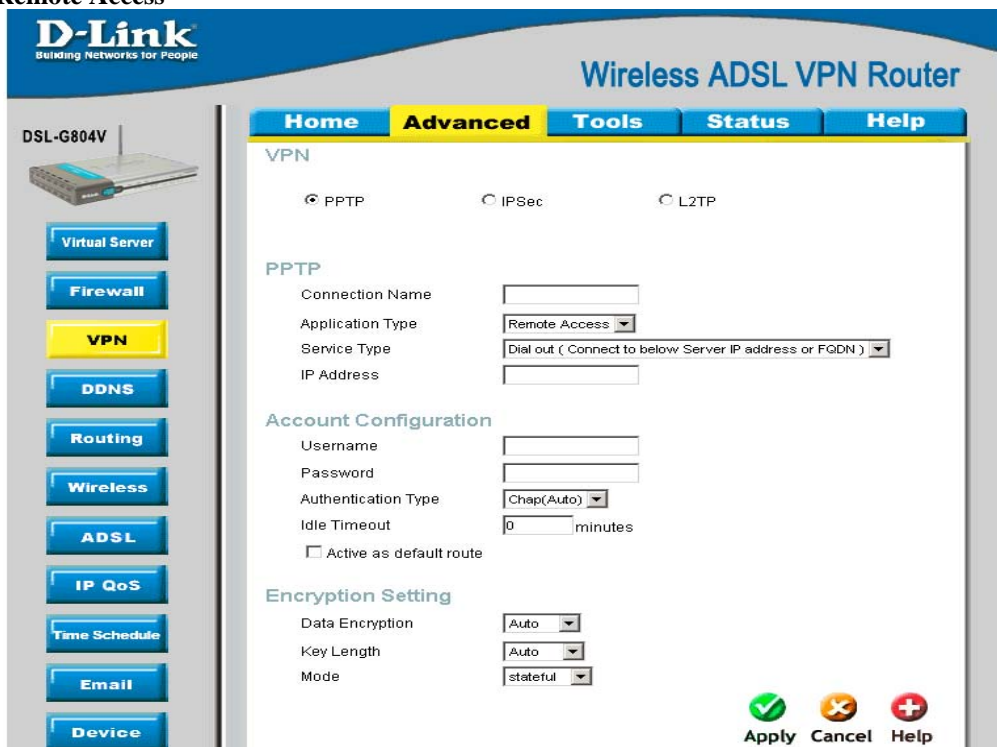 Remote Access
D-Link
Building Networks for People
Wireless ADSL VPN Router
DSL-G804V
Home Advanced Tools Status Help
Virtual Server
Firewall
VPN
DDNS
Routing
Wireless
ADSL
IP QoS
Time Schedule
Email
Device
VPN
PPTP IPSec L2TP
PPTP
Connection Name
Application Type Remote Access
Service Type Dial out ( Connect to below Server IP address or FQDN )
IP Address
Account Configuration
Username
Password
Authentication Type Chap(Auto)
Idle Timeout 0 minutes
Active as default route
Encryption Setting
Data Encryption Auto
Key Length Auto
Mode stateful
Apply Cancel Help